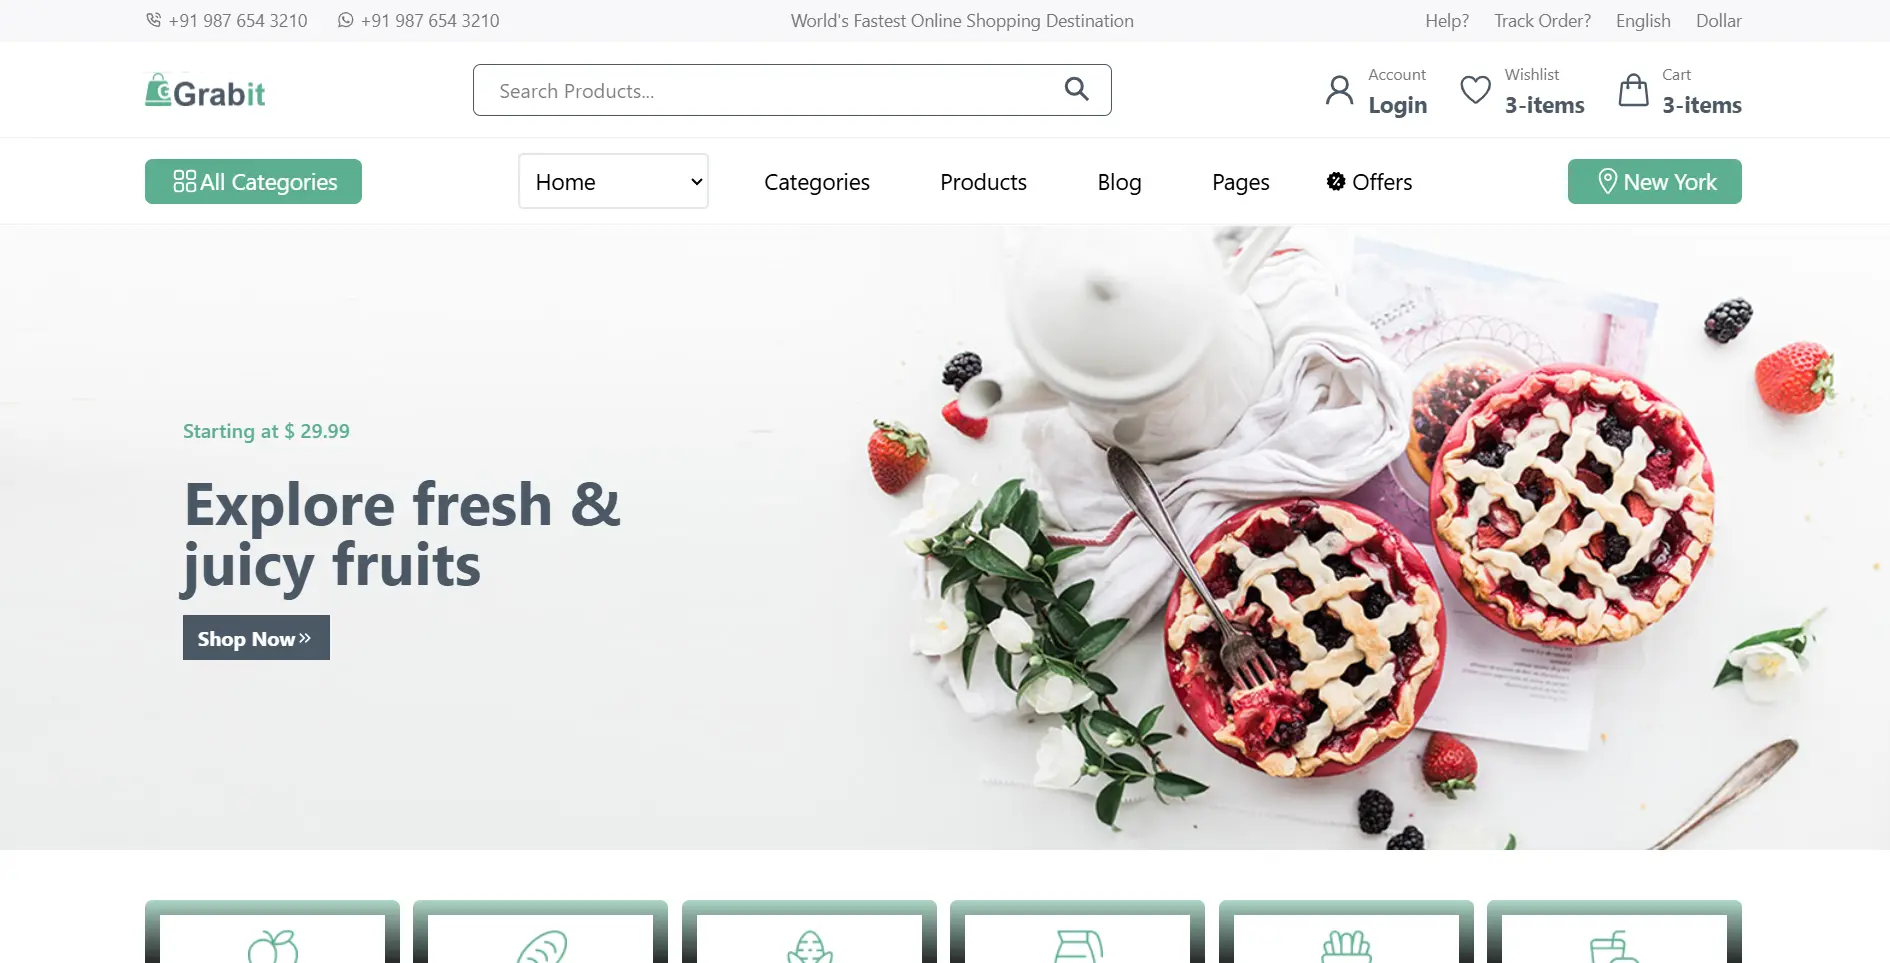 +91 987 654 3210
+91 987 654 3210
World's Fastest Online Shopping Destination
Help?
Track Order?
English
Dollar
Grabit
Search Products...
Account
Login
Wishlist
3-items
Cart
3-items
All Categories
Home
Categories
Products
Blog
Pages
Offers
New York
Starting at $ 29.99
Explore fresh &
juicy fruits
Shop Now»